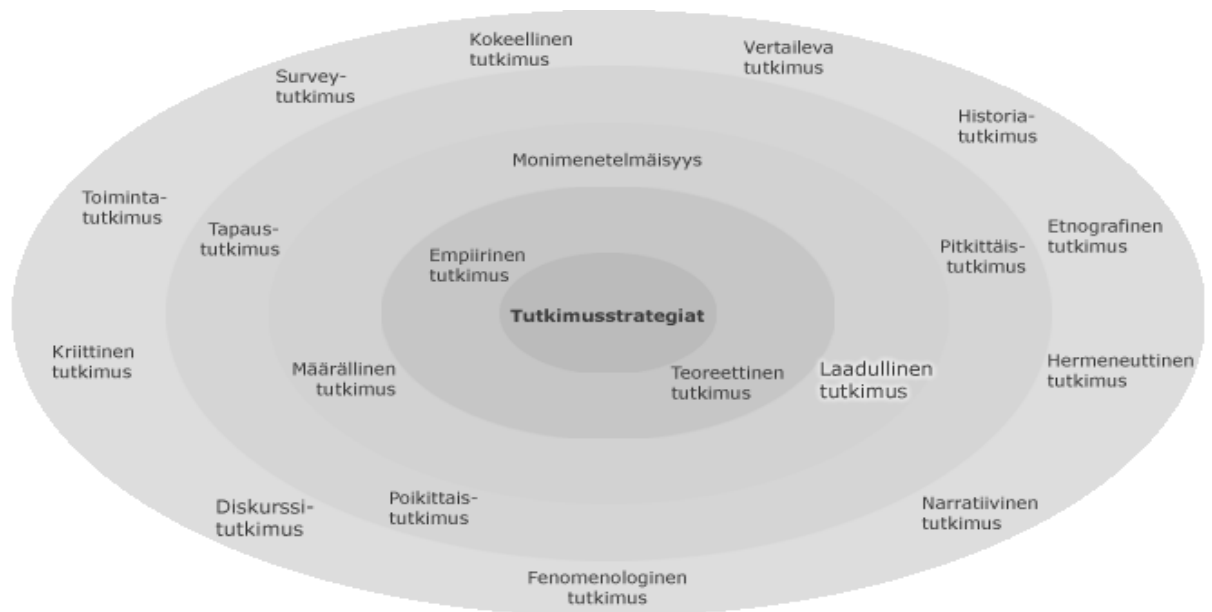 Kokeellinen
tutkimus
Vertaileva
tutkimus
Survey-
tutkimus
Historia-
tutkimus
Monimenetelmäisyys
Toiminta-
tutkimus
Tapaus-
tutkimus
Etnografinen
tutkimus
Pitkittäis-
tutkimus
Empiirinen
tutkimus
Tutkimusstrategiat
Kriittinen
tutkimus
Määrällinen
tutkimus
Teoreettinen
tutkimus
Laadullinen
tutkimus
Hermeneuttinen
tutkimus
Diskurssi-
tutkimus
Poikittais-
tutkimus
Narratiivinen
tutkimus
Fenomenologinen
tutkimus